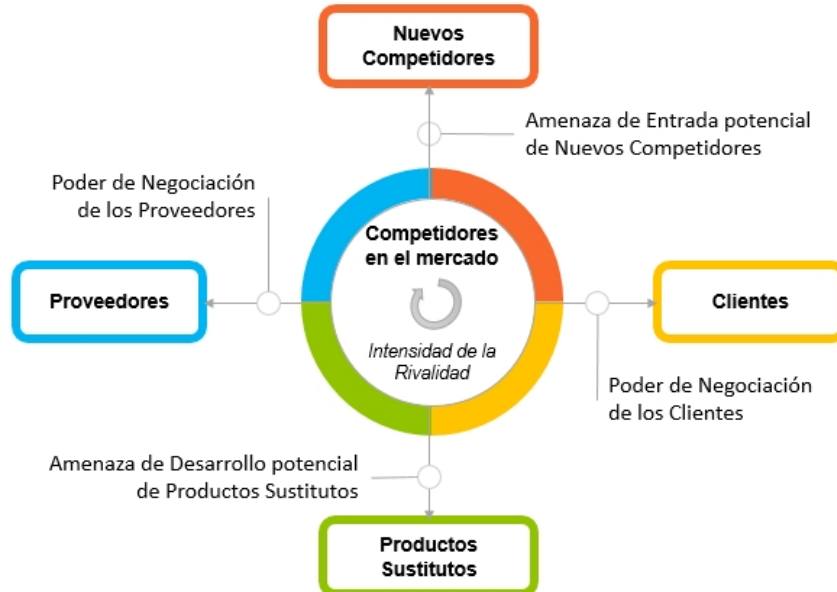 Nuevos
Competidores
Amenaza de Entrada potencial
de Nuevos Competidores
Poder de Negociación
de los Proveedores
Competidores
en el mercado
Proveedores
Clientes
Intensidad de la
Rivalidad
Poder de Negociación
de los Clientes
Amenaza de Desarrollo potencial
de Productos Sustitutos
Productos
Sustitutos